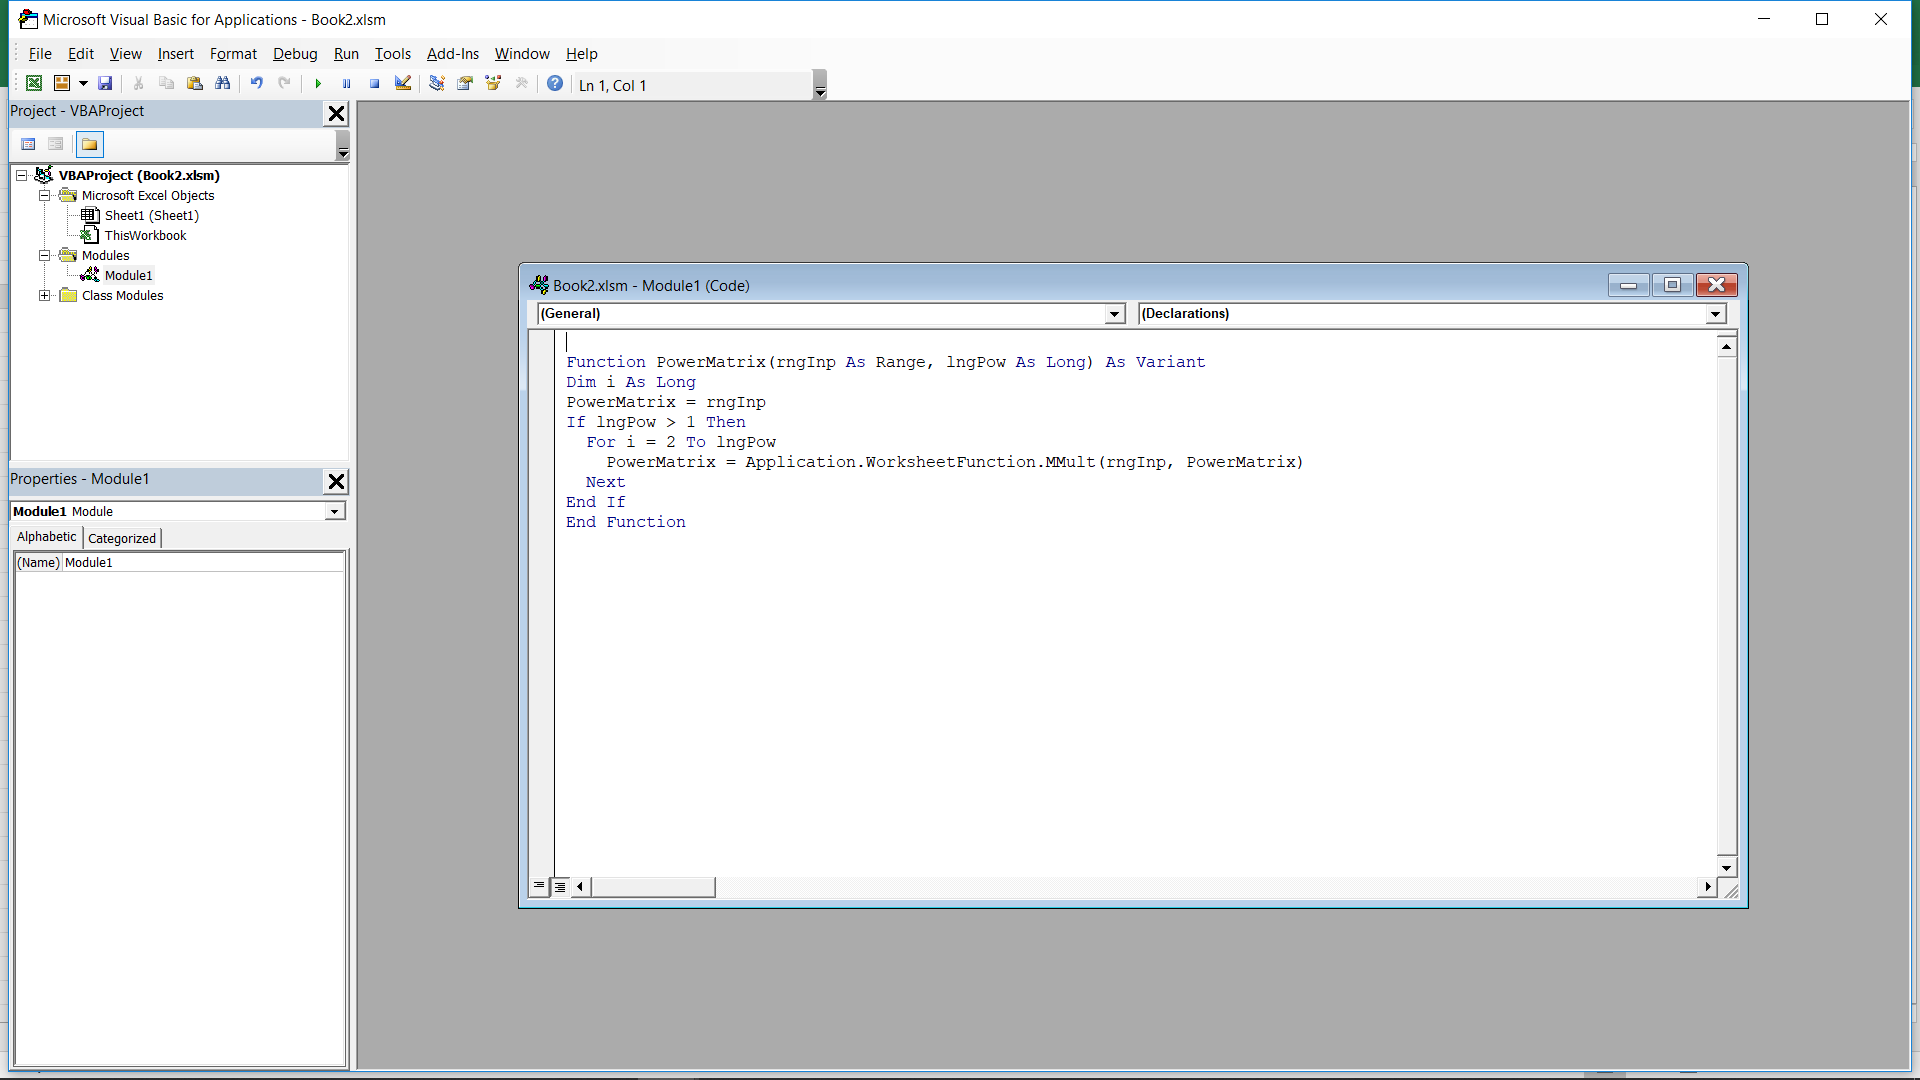 Microsoft Visual Basic for Applications - Book2.xlsm
File Edit View Insert Format Debug Run Tools Add-Ins Window Help
Ln 1, Col 1
Project - VBAProject
VBAProject (Book2.xlsm)
Microsoft Excel Objects
Sheet1 (Sheet1)
ThisWorkbook
Modules
Module1
Class Modules
Properties - Module1
Module1 Module
Alphabetic Categorized
(Name) Module1
Book2.xlsm - Module1 (Code)
(General) (Declarations)
Function PowerMatrix(rngInp As Range, lngPow As Long) As Variant
Dim i As Long
PowerMatrix = rngInp
If lngPow > 1 Then
  For i = 2 To lngPow
    PowerMatrix = Application.WorksheetFunction.MMult(rngInp, PowerMatrix)
  Next
End If
End Function